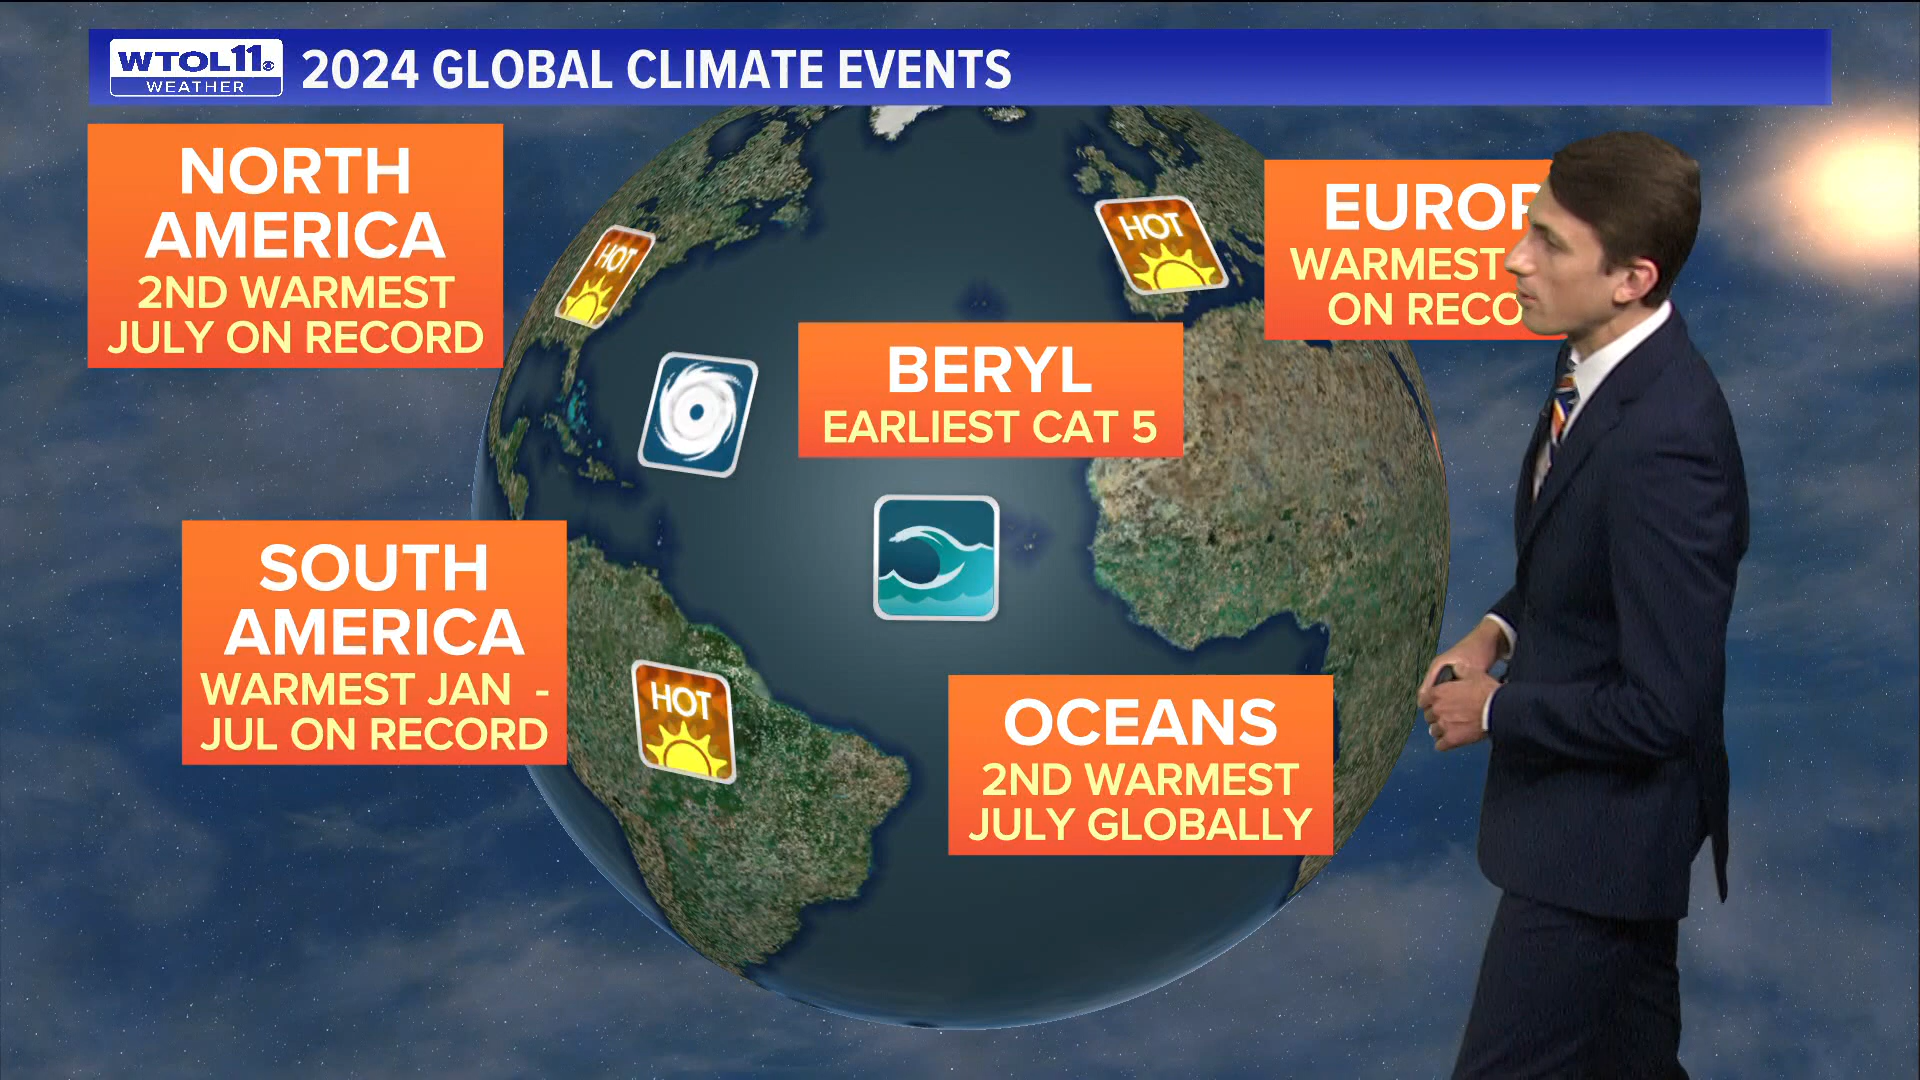 WTOL11
WEATHER
2024 GLOBAL CLIMATE EVENTS
NORTH
AMERICA
2ND WARMEST
JULY ON RECORD
HOT
HOT
WARMEST
ON
BERYL
EARLIEST CAT 5
SOUTH
AMERICA
WARMEST JAN -
JUL ON RECORD
HOT
OCEANS
2ND WARMEST
JULY GLOBALLY